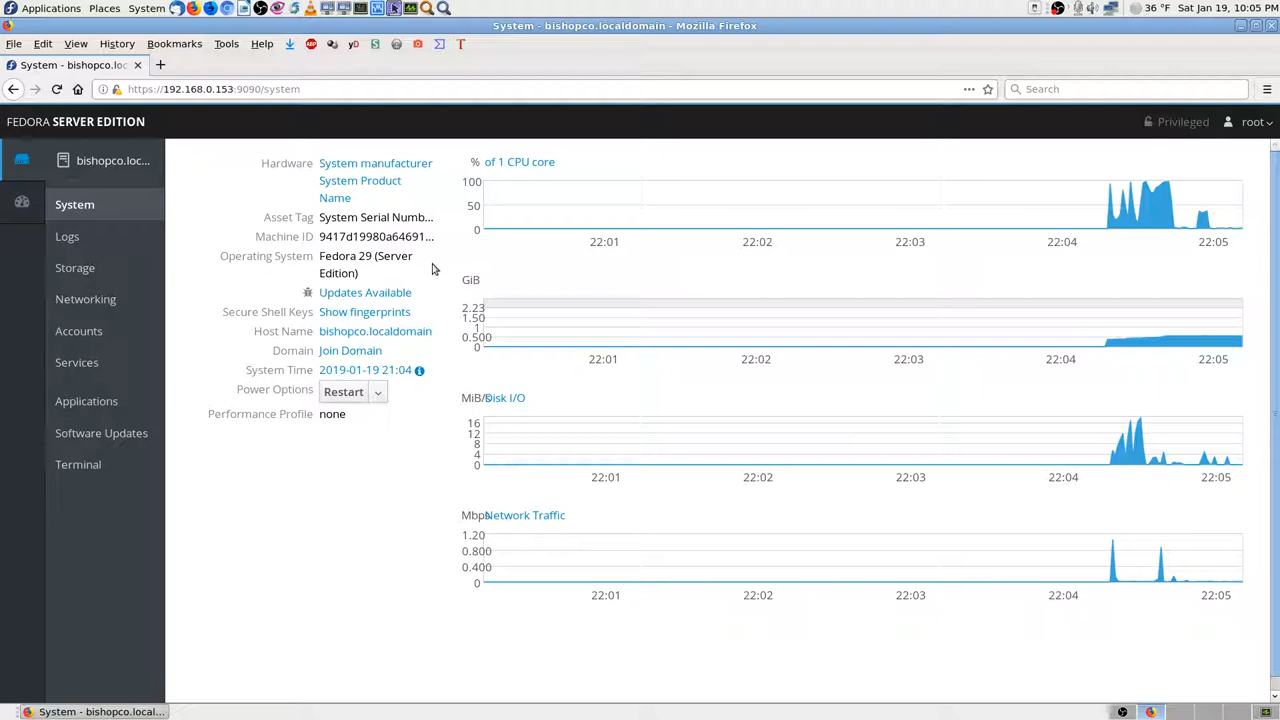 Applications Places System 36 °F Sat Jan 19, 10:05 PM
System - bishopco.localdomain - Mozilla Firefox
File Edit View History Bookmarks Tools Help
System - bishopco.loc
https://192.168.0.153:9090/system
Search
FEDORA SERVER EDITION
Privileged root
bishopco.loc...
System
Logs
Storage
Networking
Accounts
Services
Applications
Software Updates
Terminal
Hardware System manufacturer
System Product
Name
Asset Tag System Serial Numb...
Machine ID 9417d19980a64691...
Operating System Fedora 29 (Server
Edition)
Updates Available
Secure Shell Keys Show fingerprints
Host Name bishopco.localdomain
Domain Join Domain
System Time 2019-01-19 21:04
Power Options Restart
Performance Profile none
% of 1 CPU core
100
50
0
22:01 22:02 22:03 22:04 22:05
GiB
2.23
1.50
1
0.500
0
22:01 22:02 22:03 22:04 22:05
MiB/s Disk I/O
16
12
8
4
0
22:01 22:02 22:03 22:04 22:05
Mbps Network Traffic
1.20
0.800
0.400
0
22:01 22:02 22:03 22:04 22:05
System - bishopco.local...